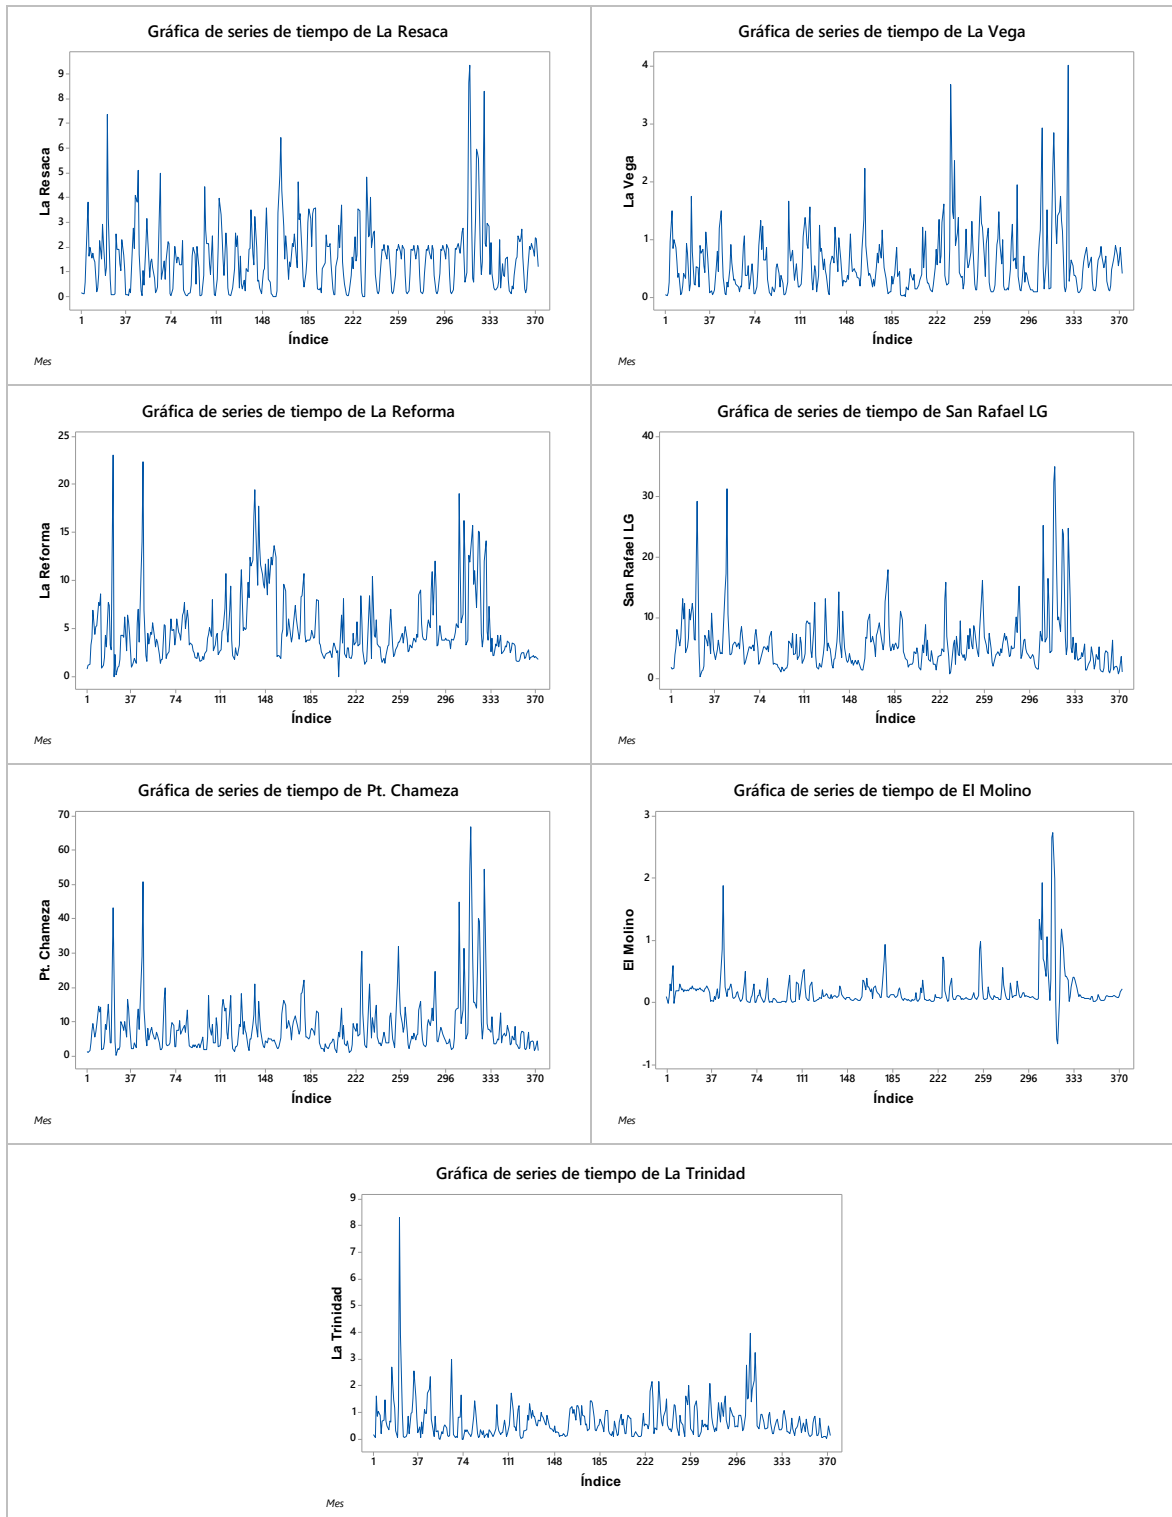 Gráfica de series de tiempo de La Resaca
9
8
7
6
5
4
3
2
1
0
La Resaca
1 37 74 111 148 185 222 259 296 333 370
Índice
Mes
Gráfica de series de tiempo de La Vega
4
3
2
1
0
La Vega
1 37 74 111 148 185 222 259 296 333 370
Índice
Mes
Gráfica de series de tiempo de La Reforma
25
20
15
10
5
0
La Reforma
1 37 74 111 148 185 222 259 296 333 370
Índice
Mes
Gráfica de series de tiempo de San Rafael LG
40
30
20
10
0
San Rafael LG
1 37 74 111 148 185 222 259 296 333 370
Índice
Mes
Gráfica de series de tiempo de Pt. Chameza
70
60
50
40
30
20
10
0
Pt. Chameza
1 37 74 111 148 185 222 259 296 333 370
Índice
Mes
Gráfica de series de tiempo de El Molino
3
2
1
0
-1
El Molino
1 37 74 111 148 185 222 259 296 333 370
Índice
Mes
Gráfica de series de tiempo de La Trinidad
9
8
7
6
5
4
3
2
1
0
La Trinidad
1 37 74 111 148 185 222 259 296 333 370
Índice
Mes